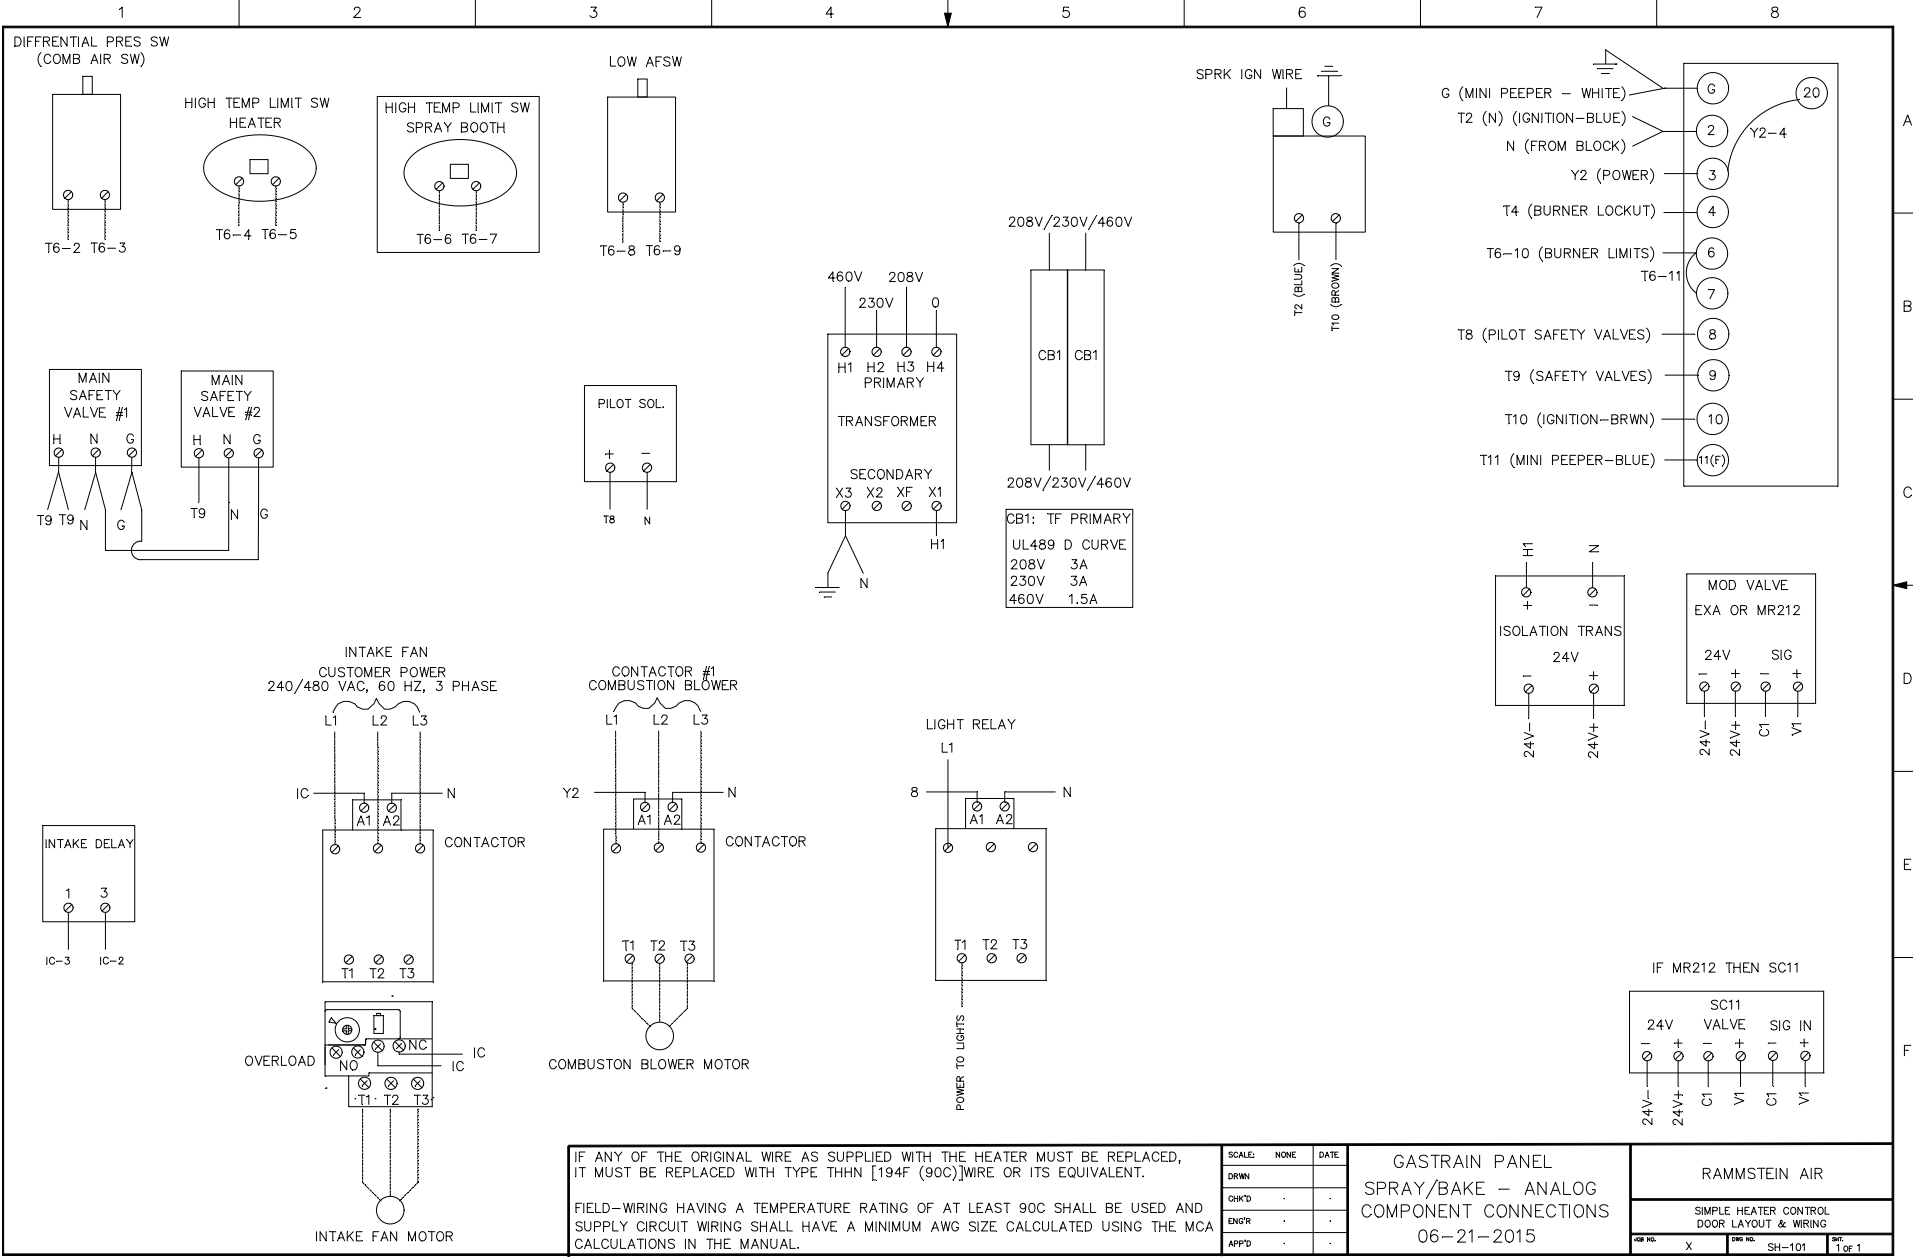 1 2 3 4 5 6 7 8
A
B
C
D
E
F
DIFFRENTIAL PRES SW
(COMB AIR SW)
T6-2 T6-3
HIGH TEMP LIMIT SW
HEATER
T6-4 T6-5
HIGH TEMP LIMIT SW
SPRAY BOOTH
T6-6 T6-7
LOW AFSW
T6-8 T6-9
SPRK IGN WIRE
G
T2 (BLUE)
T10 (BROWN)
G (MINI PEEPER - WHITE)
T2 (N) (IGNITION-BLUE)
N (FROM BLOCK)
Y2 (POWER)
T4 (BURNER LOCKUT)
T6-10 (BURNER LIMITS)
T6-11
T8 (PILOT SAFETY VALVES)
T9 (SAFETY VALVES)
T10 (IGNITION-BRWN)
T11 (MINI PEEPER-BLUE)
G
20
2
Y2-4
3
4
6
7
8
9
10
11(F)
MAIN
SAFETY
VALVE #1
H N G
T9 T9 N G
MAIN
SAFETY
VALVE #2
H N G
T9 N G
PILOT SOL.
+ -
T8 N
460V 208V
230V 0
H1 H2 H3 H4
PRIMARY
TRANSFORMER
SECONDARY
X3 X2 XF X1
H1
N
208V/230V/460V
CB1 CB1
208V/230V/460V
CB1: TF PRIMARY
UL489 D CURVE
208V 3A
230V 3A
460V 1.5A
H1 N
+ -
ISOLATION TRANS
24V
- +
24V- 24V+
MOD VALVE
EXA OR MR212
24V SIG
- + - +
24V- 24V+ C1 V1
INTAKE FAN
CUSTOMER POWER
240/480 VAC, 60 HZ, 3 PHASE
L1 L2 L3
IC N
A1 A2
CONTACTOR
T1 T2 T3
OVERLOAD
NO
NC
IC
IC
T1 T2 T3
INTAKE FAN MOTOR
CONTACTOR #1
COMBUSTION BLOWER
L1 L2 L3
Y2 N
A1 A2
CONTACTOR
T1 T2 T3
COMBUSTON BLOWER MOTOR
LIGHT RELAY
L1
8 N
A1 A2
T1 T2 T3
POWER TO LIGHTS
INTAKE DELAY
1 3
IC-3 IC-2
IF MR212 THEN SC11
SC11
24V VALVE SIG IN
- + - + - +
24V- 24V+ C1 V1 C1 V1
IF ANY OF THE ORIGINAL WIRE AS SUPPLIED WITH THE HEATER MUST BE REPLACED,
IT MUST BE REPLACED WITH TYPE THHN [194F (90C)]WIRE OR ITS EQUIVALENT.
FIELD-WIRING HAVING A TEMPERATURE RATING OF AT LEAST 90C SHALL BE USED AND
SUPPLY CIRCUIT WIRING SHALL HAVE A MINIMUM AWG SIZE CALCULATED USING THE MCA
CALCULATIONS IN THE MANUAL.
SCALE: NONE DATE
DRWN
CHK'D
ENG'R
APP'D
GASTRAIN PANEL
SPRAY/BAKE - ANALOG
COMPONENT CONNECTIONS
06-21-2015
RAMMSTEIN AIR
SIMPLE HEATER CONTROL
DOOR LAYOUT & WIRING
JOB NO. X
DWG NO. SH-101
SHT. 1 OF 1